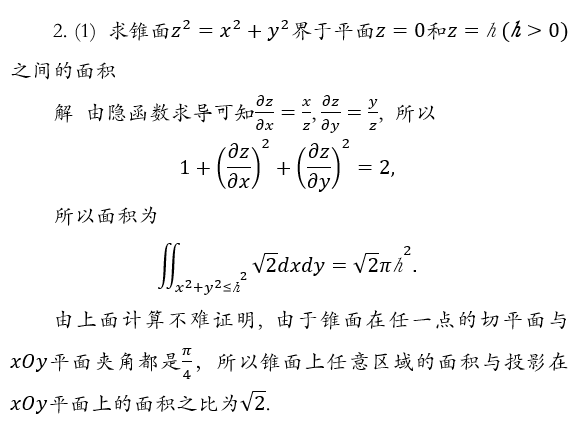 2. (1) 求锥面z² = x² + y²界于平面z = 0和z = ℎ (ℎ > 0)
之间的面积
解 由隐函数求导可知∂z/∂x = x/z, ∂z/∂y = y/z, 所以
1 + (∂z/∂x)² + (∂z/∂y)² = 2,
所以面积为
∬_{x²+y²≤ℎ²} √2dxdy = √2πℎ².
由上面计算不难证明, 由于锥面在任一点的切平面与
xOy平面夹角都是π/4, 所以锥面上任意区域的面积与投影在
xOy平面上的面积之比为√2.